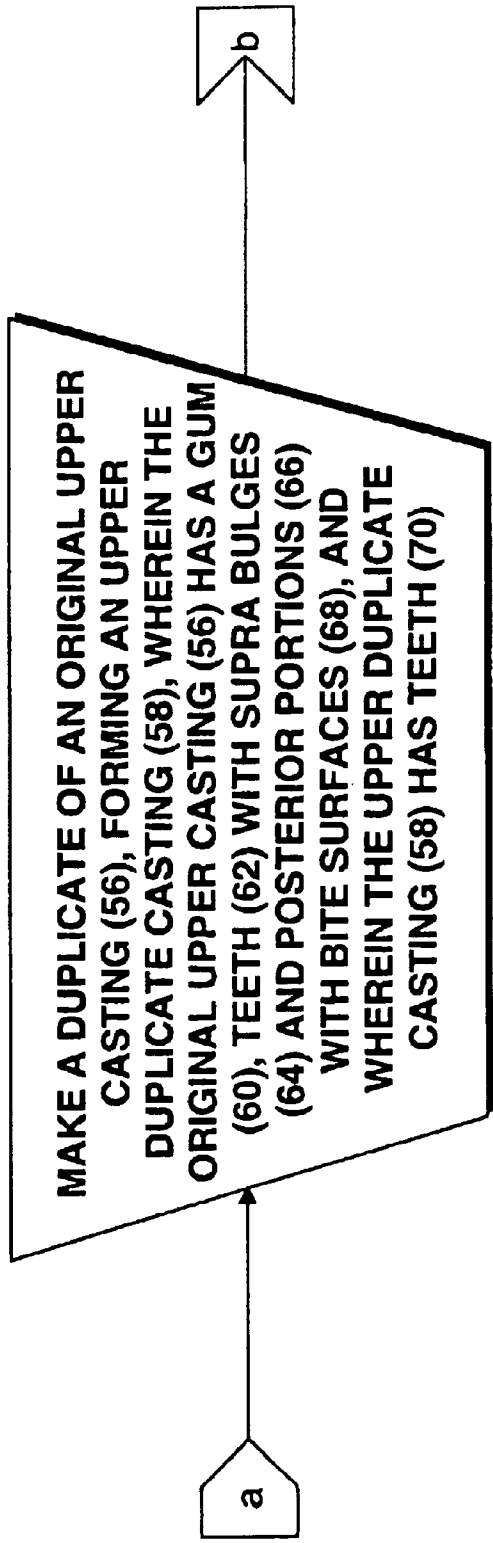 a
MAKE A DUPLICATE OF AN ORIGINAL UPPER
CASTING (56), FORMING AN UPPER
DUPLICATE CASTING (58), WHEREIN THE
ORIGINAL UPPER CASTING (56) HAS A GUM
(60), TEETH (62) WITH SUPRA BULGES
(64) AND POSTERIOR PORTIONS (66)
WITH BITE SURFACES (68), AND
WHEREIN THE UPPER DUPLICATE
CASTING (58) HAS TEETH (70)
b